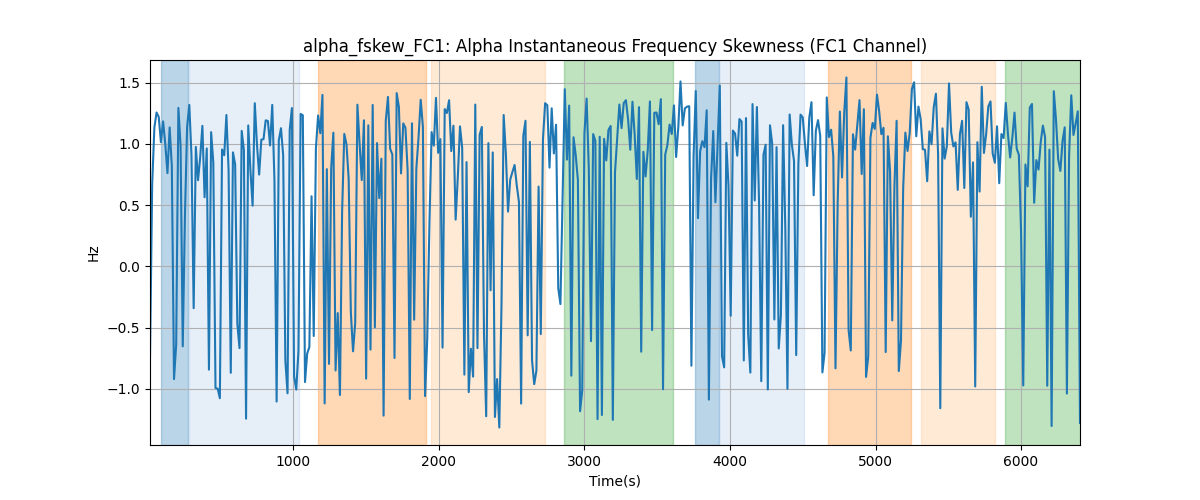 alpha_fskew_FC1: Alpha Instantaneous Frequency Skewness (FC1 Channel)
1.5
1.0
0.5
0.0
−0.5
−1.0
Hz
1000 2000 3000 4000 5000 6000
Time(s)